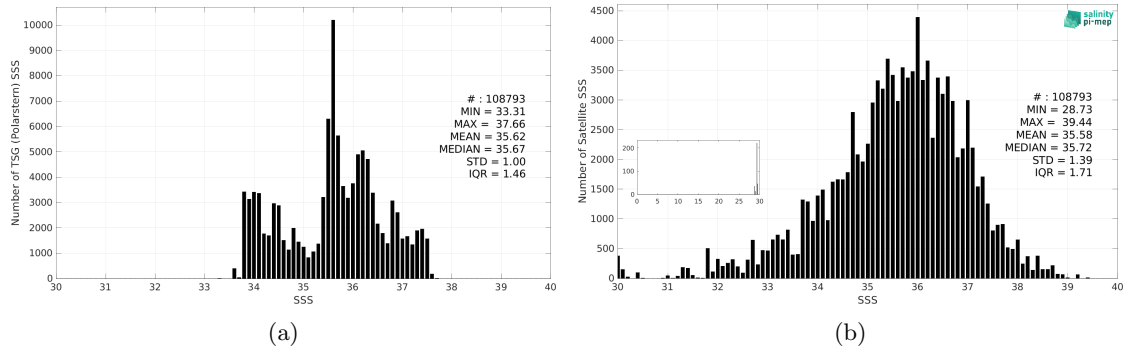 10000
9000
8000
7000
6000
5000
4000
3000
2000
1000
0
Number of TSG (Polarstern) SSS
# : 108793
MIN = 33.31
MAX = 37.66
MEAN = 35.62
MEDIAN = 35.67
STD = 1.00
IQR = 1.46
30 31 32 33 34 35 36 37 38 39 40
SSS
(a)
4500
4000
3500
3000
2500
2000
1500
1000
500
0
Number of Satellite SSS
salinity
pi-mep
# : 108793
MIN = 28.73
MAX = 39.44
MEAN = 35.58
MEDIAN = 35.72
STD = 1.39
IQR = 1.71
200
100
0
0 5 10 15 20 25 30
30 31 32 33 34 35 36 37 38 39 40
SSS
(b)